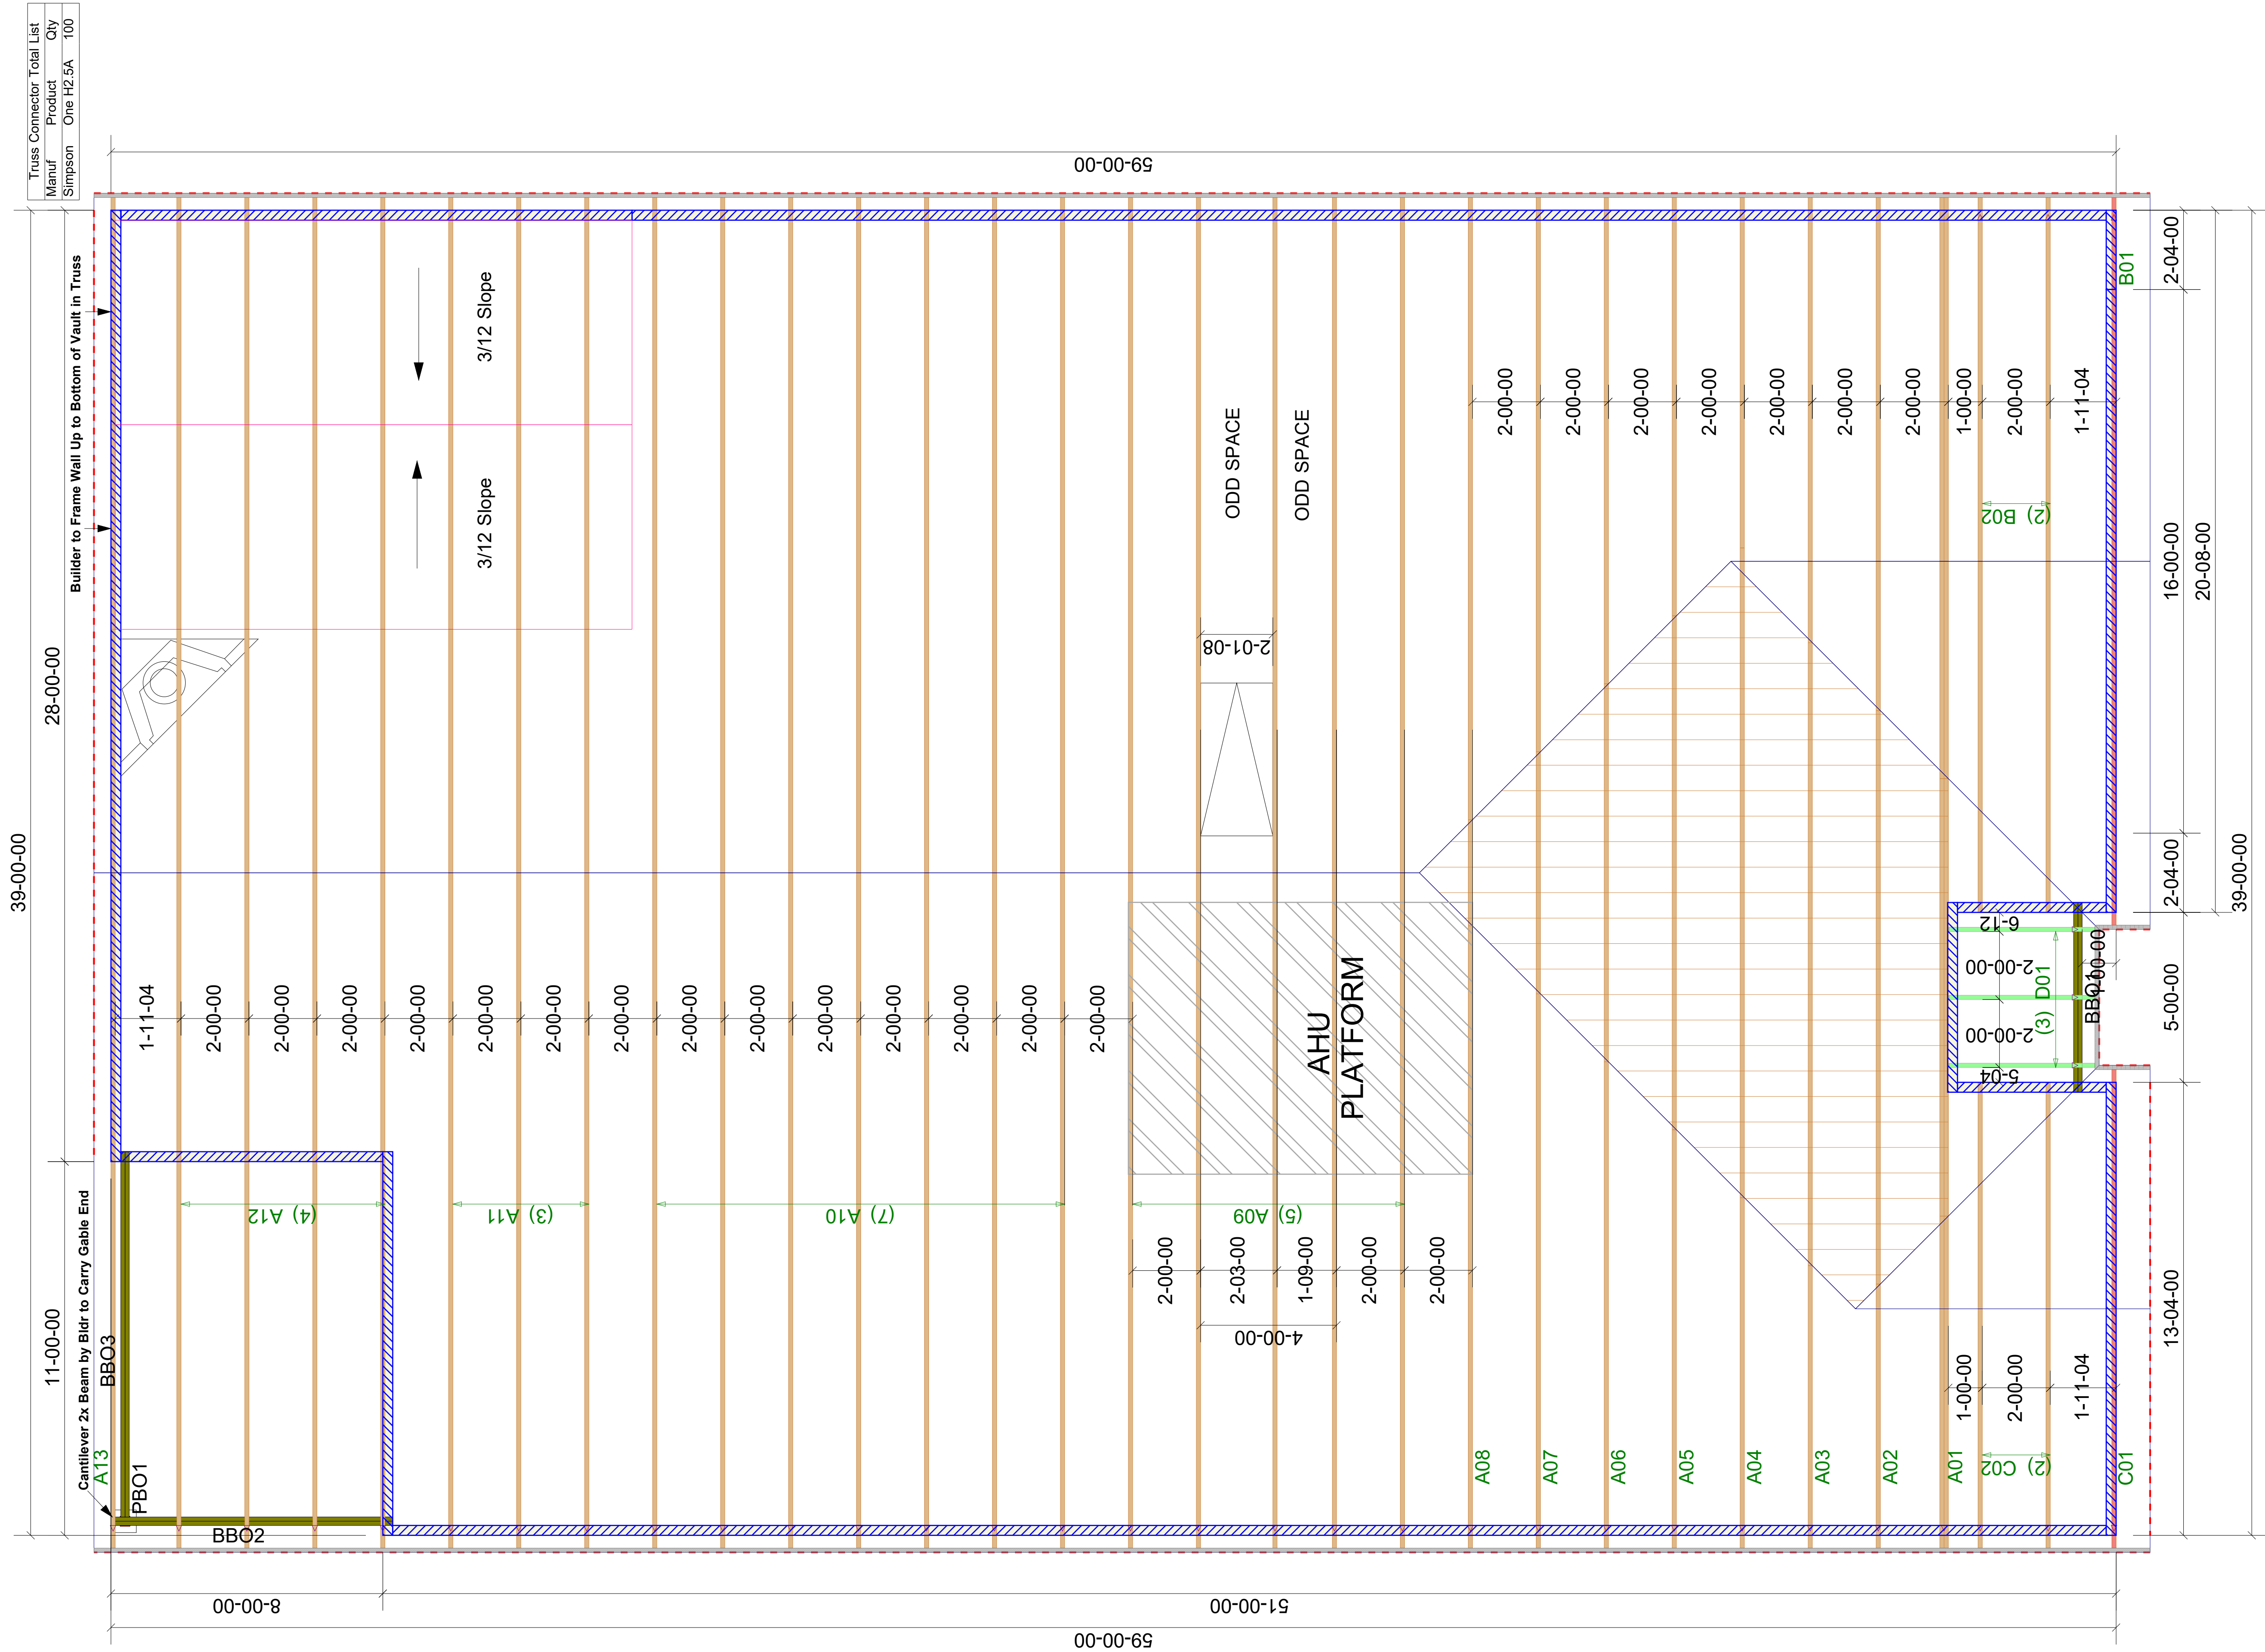 Truss Connector Total List
Manuf Product Qty
Simpson One H2.5A 100
59-00-00
39-00-00
28-00-00
11-00-00
Builder to Frame Wall Up to Bottom of Vault in Truss
Cantilever 2x Beam by Bldr to Carry Gable End
3/12 Slope
3/12 Slope
A13
BBO3
PBO1
BBO2
1-11-04
2-00-00
2-00-00
2-00-00
2-00-00
2-00-00
2-00-00
2-00-00
2-00-00
2-00-00
2-00-00
2-00-00
2-00-00
2-00-00
2-00-00
(4) A12
(3) A11
(7) A10
(5) A09
ODD SPACE
ODD SPACE
2-01-08
AHU
PLATFORM
2-00-00
2-03-00
1-09-00
2-00-00
2-00-00
4-00-00
2-00-00
2-00-00
2-00-00
2-00-00
2-00-00
2-00-00
2-00-00
1-00-00
2-00-00
1-11-04
(2) B02
B01
A08
A07
A06
A05
A04
A03
A02
A01
(2) C02
C01
1-00-00
2-00-00
1-11-04
6-12
2-00-00
2-00-00
5-04
(3) D01
BBO1
1-00-00
2-04-00
16-00-00
2-04-00
20-08-00
5-00-00
13-04-00
39-00-00
8-00-00
51-00-00
59-00-00